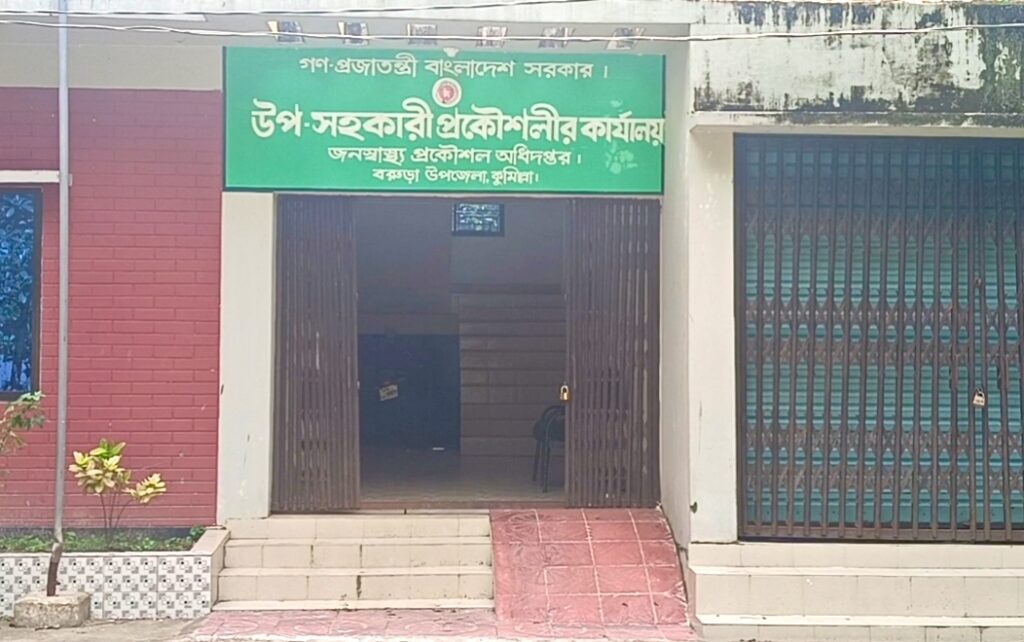 গণ-প্রজাতন্ত্রী বাংলাদেশ সরকার।
উপ-সহকারী প্রকৌশলীর কার্যালয়
জনস্বাস্থ্য প্রকৌশল অধিদপ্তর।
বরুড়া উপজেলা, কুমিল্লা।